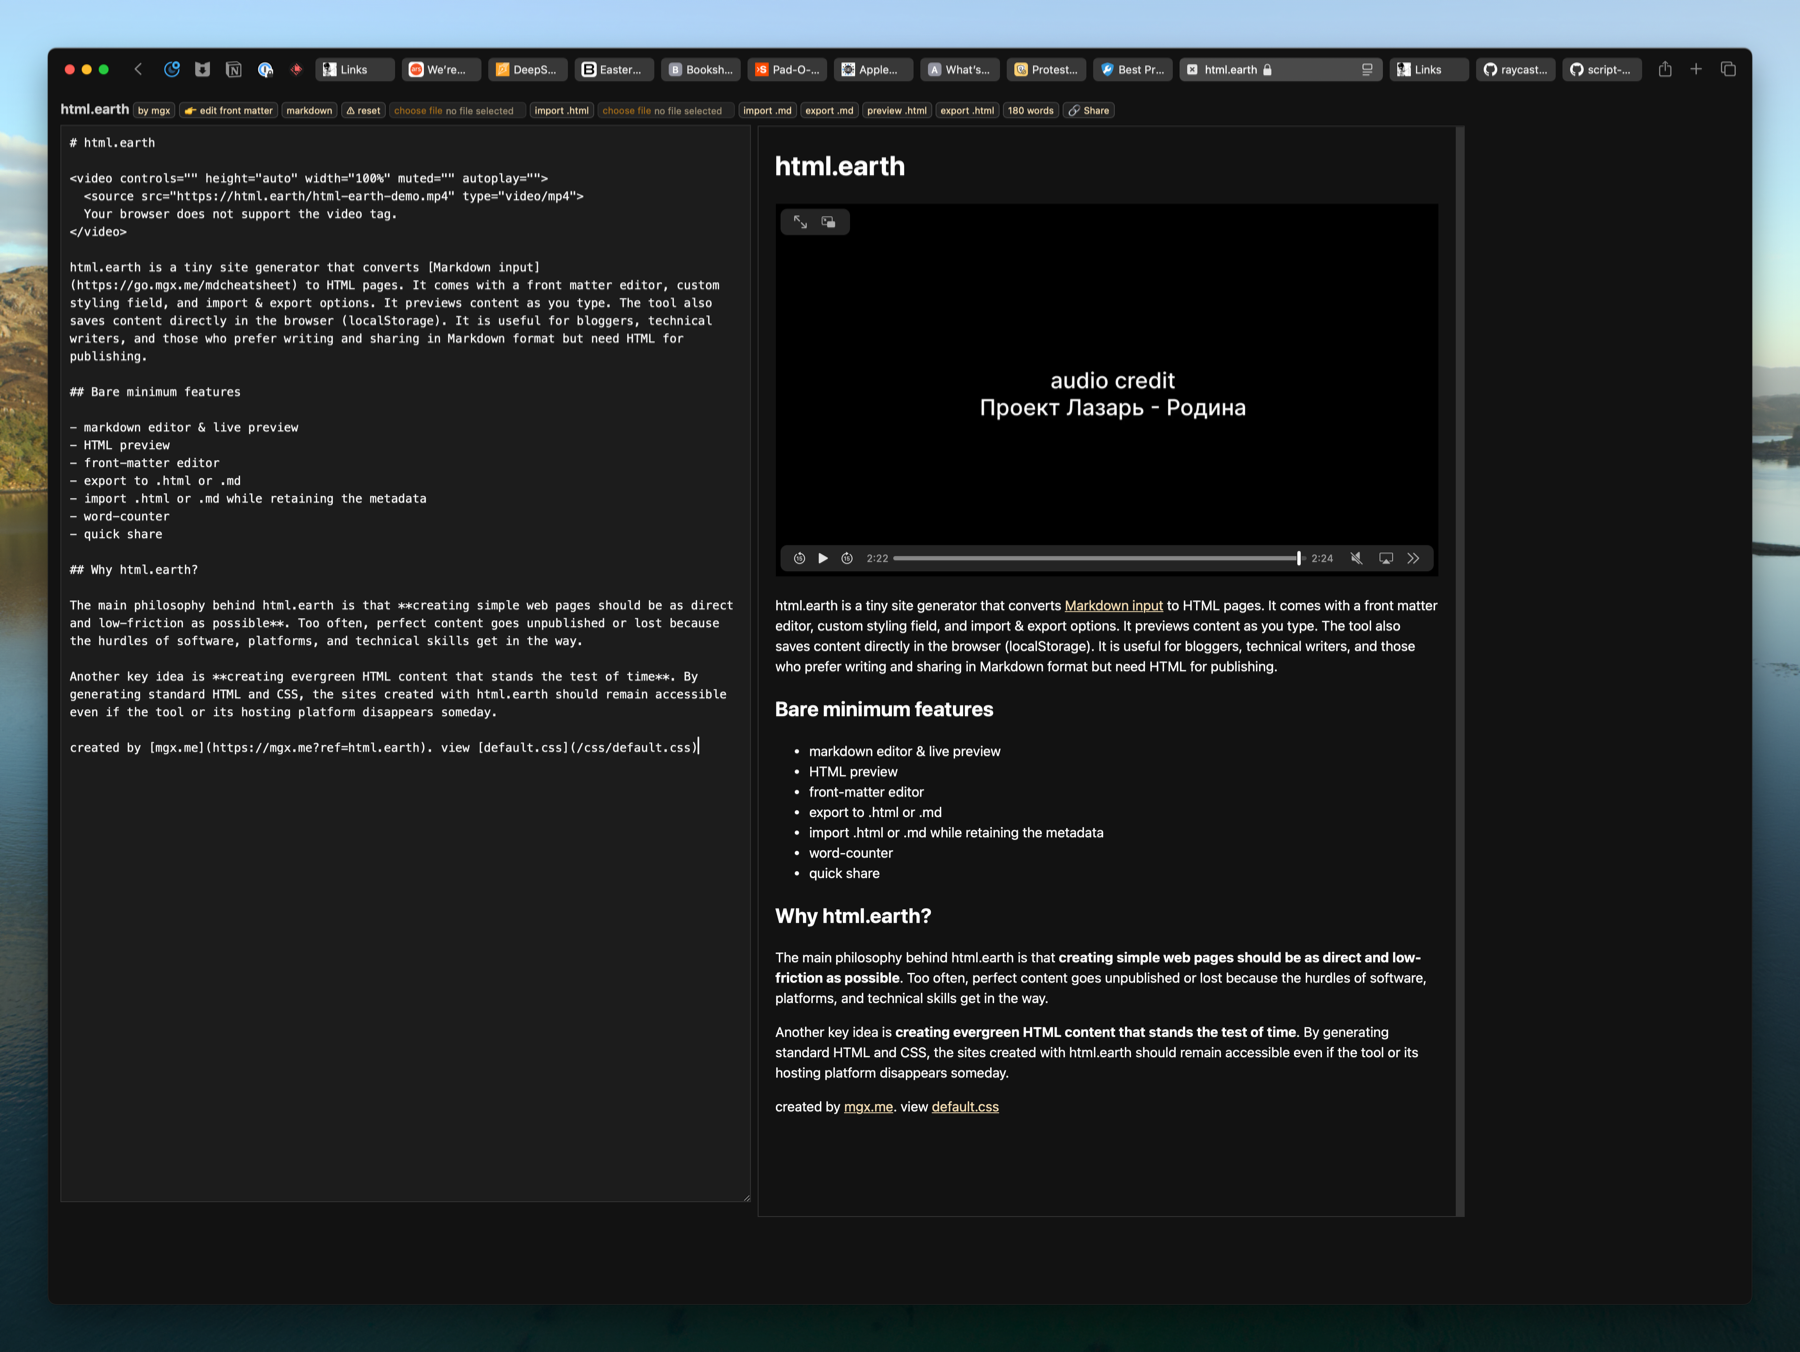 Links
We're...
DeepS...
Easter...
Booksh...
Pad-O-...
Apple...
What's...
Protest...
Best Pr...
html.earth
Links
raycast...
script-...
html.earth
by mgx
👉 edit front matter
markdown
⚠ reset
choose file no file selected
import .html
choose file no file selected
import .md
export .md
preview .html
export .html
180 words
🔗 Share
# html.earth
<video controls="" height="auto" width="100%" muted="" autoplay="">
<source src="https://html.earth/html-earth-demo.mp4" type="video/mp4">
Your browser does not support the video tag.
</video>
html.earth is a tiny site generator that converts [Markdown input]
(https://go.mgx.me/mdcheatsheet) to HTML pages. It comes with a front matter editor, custom
styling field, and import & export options. It previews content as you type. The tool also
saves content directly in the browser (localStorage). It is useful for bloggers, technical
writers, and those who prefer writing and sharing in Markdown format but need HTML for
publishing.
## Bare minimum features
- markdown editor & live preview
- HTML preview
- front-matter editor
- export to .html or .md
- import .html or .md while retaining the metadata
- word-counter
- quick share
## Why html.earth?
The main philosophy behind html.earth is that **creating simple web pages should be as direct
and low-friction as possible**. Too often, perfect content goes unpublished or lost because
the hurdles of software, platforms, and technical skills get in the way.
Another key idea is **creating evergreen HTML content that stands the test of time**. By
generating standard HTML and CSS, the sites created with html.earth should remain accessible
even if the tool or its hosting platform disappears someday.
created by [mgx.me](https://mgx.me?ref=html.earth). view [default.css](/css/default.css)
html.earth
audio credit
Проект Лазарь - Родина
2:22
2:24
html.earth is a tiny site generator that converts Markdown input to HTML pages. It comes with a front matter
editor, custom styling field, and import & export options. It previews content as you type. The tool also
saves content directly in the browser (localStorage). It is useful for bloggers, technical writers, and those
who prefer writing and sharing in Markdown format but need HTML for publishing.
Bare minimum features
• markdown editor & live preview
• HTML preview
• front-matter editor
• export to .html or .md
• import .html or .md while retaining the metadata
• word-counter
• quick share
Why html.earth?
The main philosophy behind html.earth is that creating simple web pages should be as direct and low-
friction as possible. Too often, perfect content goes unpublished or lost because the hurdles of software,
platforms, and technical skills get in the way.
Another key idea is creating evergreen HTML content that stands the test of time. By generating
standard HTML and CSS, the sites created with html.earth should remain accessible even if the tool or its
hosting platform disappears someday.
created by mgx.me. view default.css